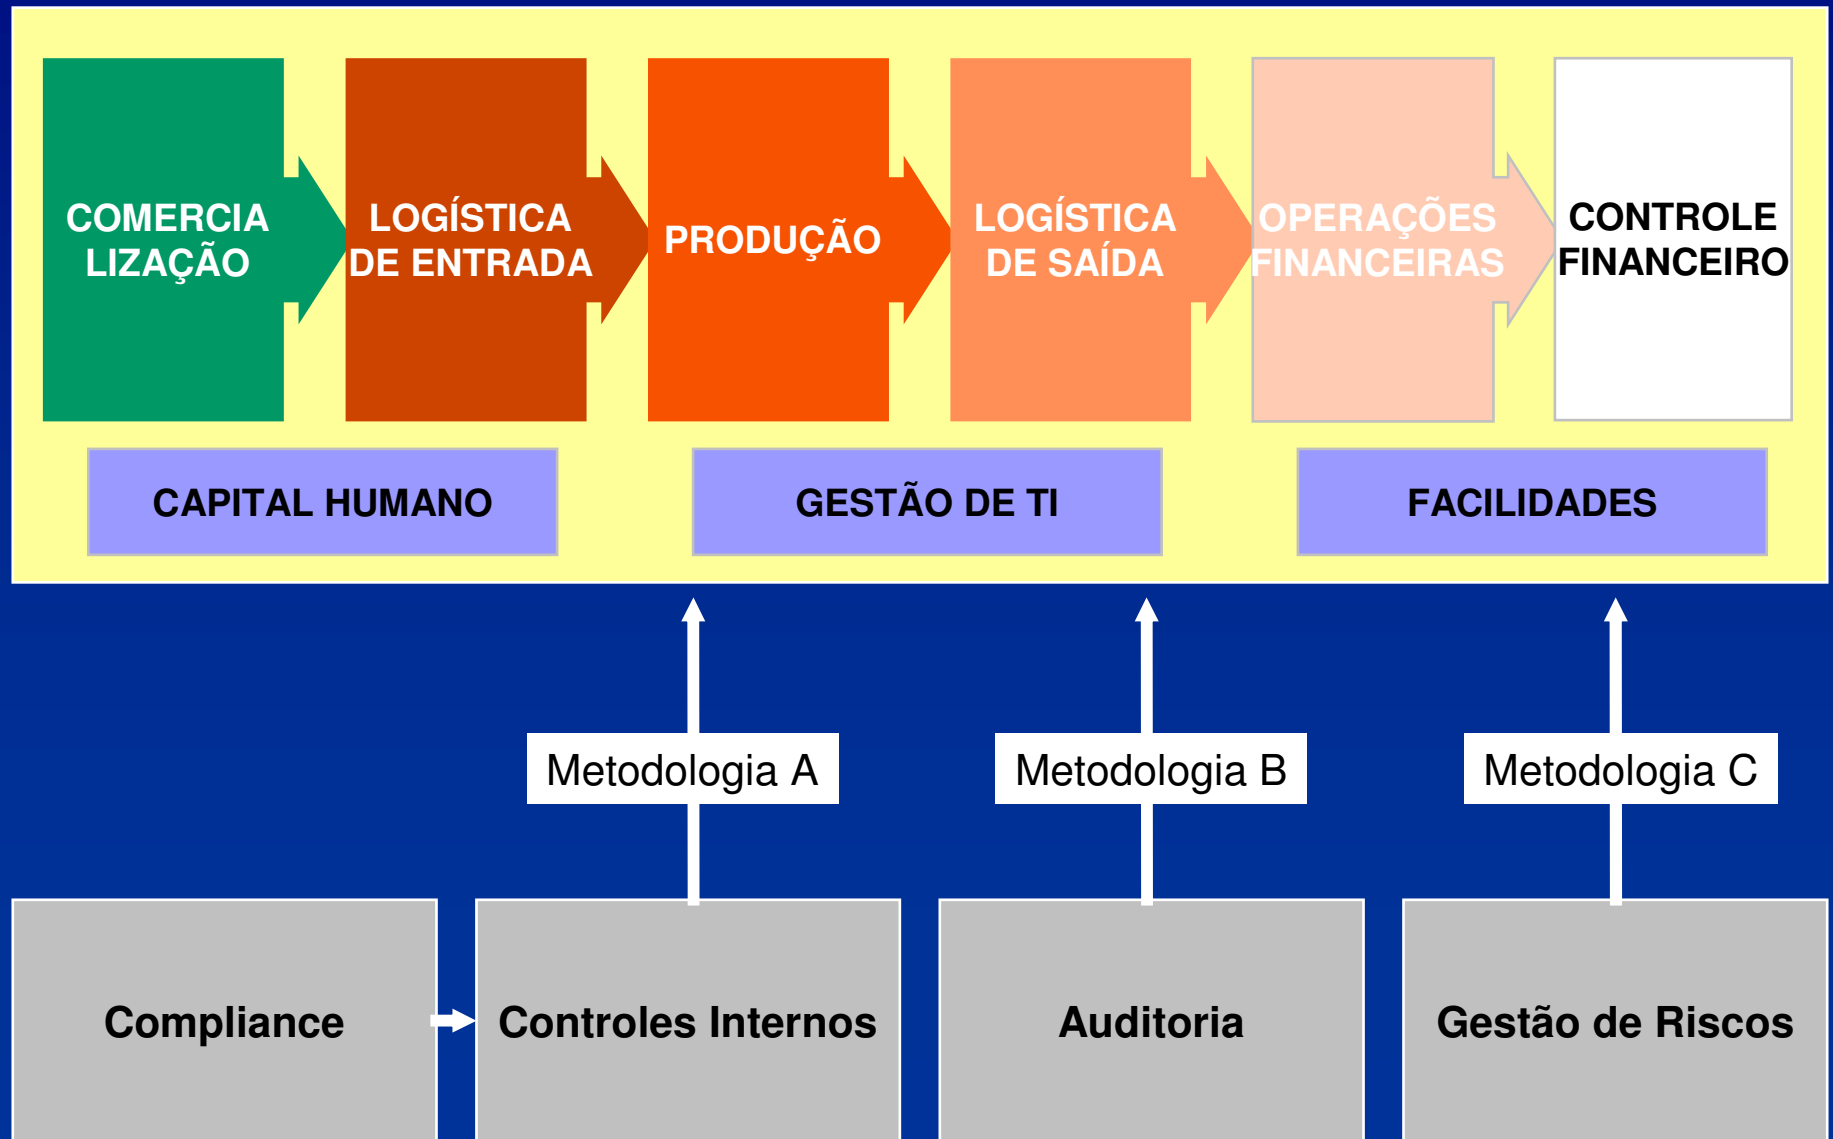 COMERCIA
LIZAÇÃO
LOGÍSTICA
DE ENTRADA
PRODUÇÃO
LOGÍSTICA
DE SAÍDA
OPERAÇÕES
FINANCEIRAS
CONTROLE
FINANCEIRO
CAPITAL HUMANO
GESTÃO DE TI
FACILIDADES
Metodologia A
Metodologia B
Metodologia C
Compliance
Controles Internos
Auditoria
Gestão de Riscos